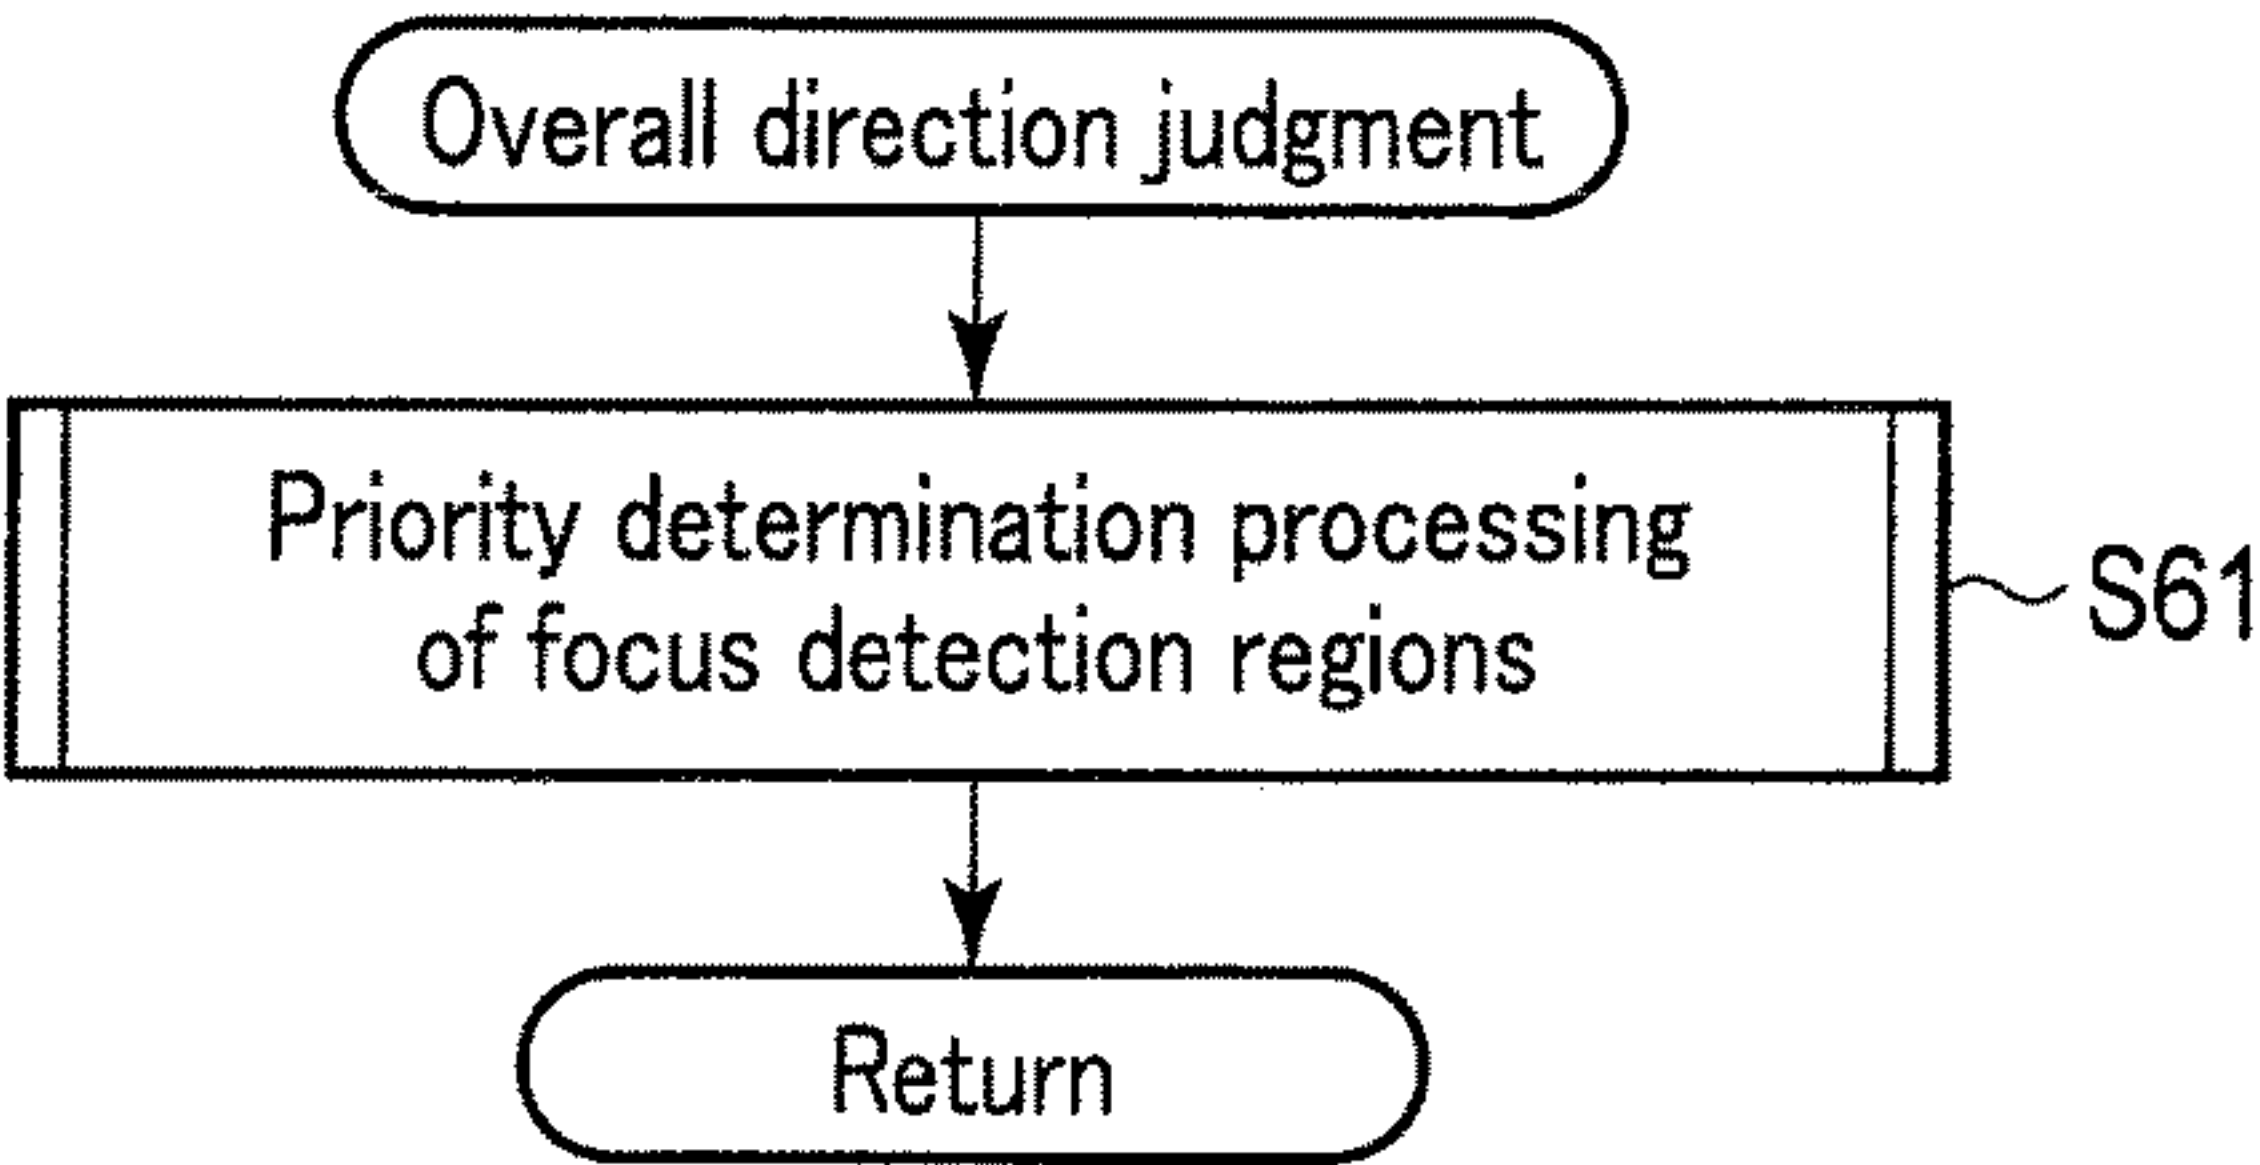 Overall direction judgment
Priority determination processing
of focus detection regions
S61
Return